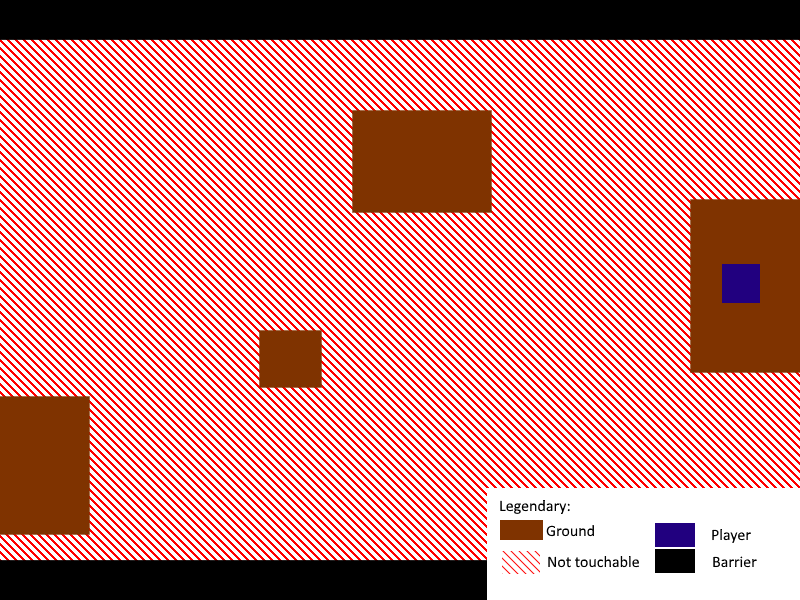 Legendary:
Ground
Player
Not touchable
Barrier